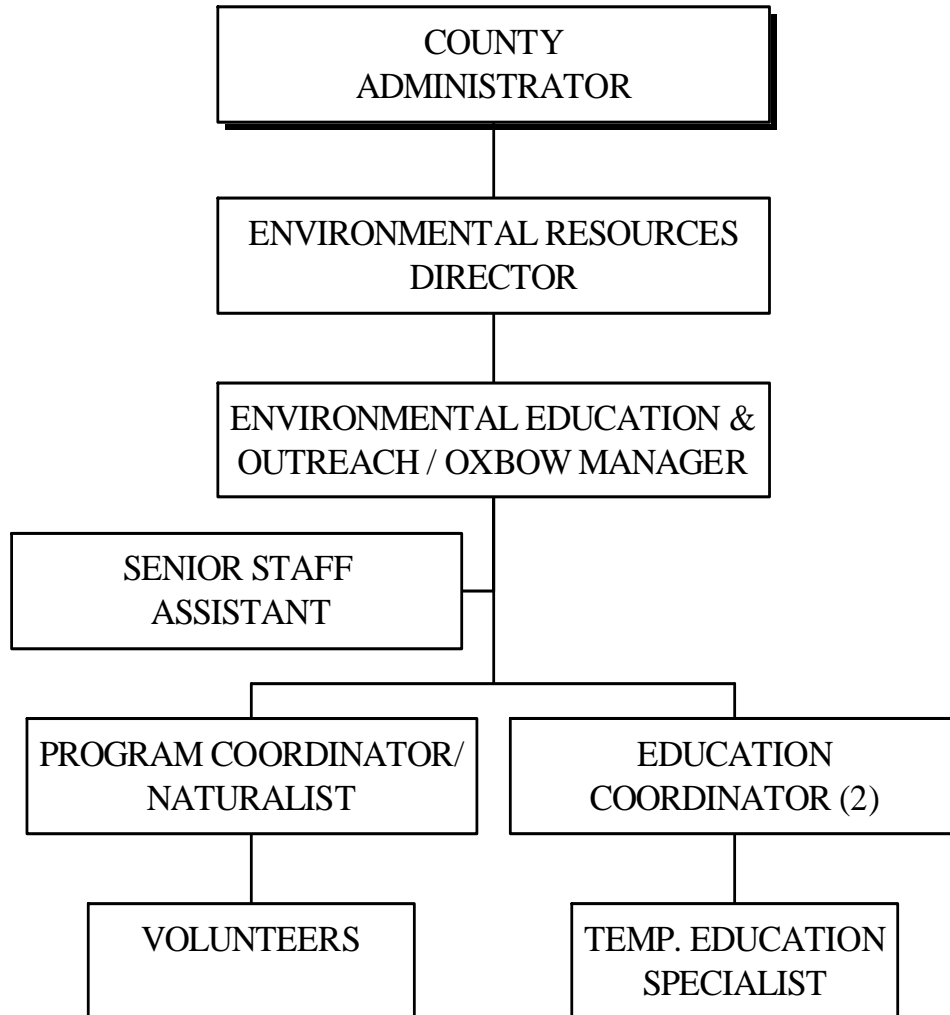 COUNTY
ADMINISTRATOR
ENVIRONMENTAL RESOURCES
DIRECTOR
ENVIRONMENTAL EDUCATION &
OUTREACH / OXBOW MANAGER
SENIOR STAFF
ASSISTANT
PROGRAM COORDINATOR/
NATURALIST
EDUCATION
COORDINATOR (2)
VOLUNTEERS
TEMP. EDUCATION
SPECIALIST